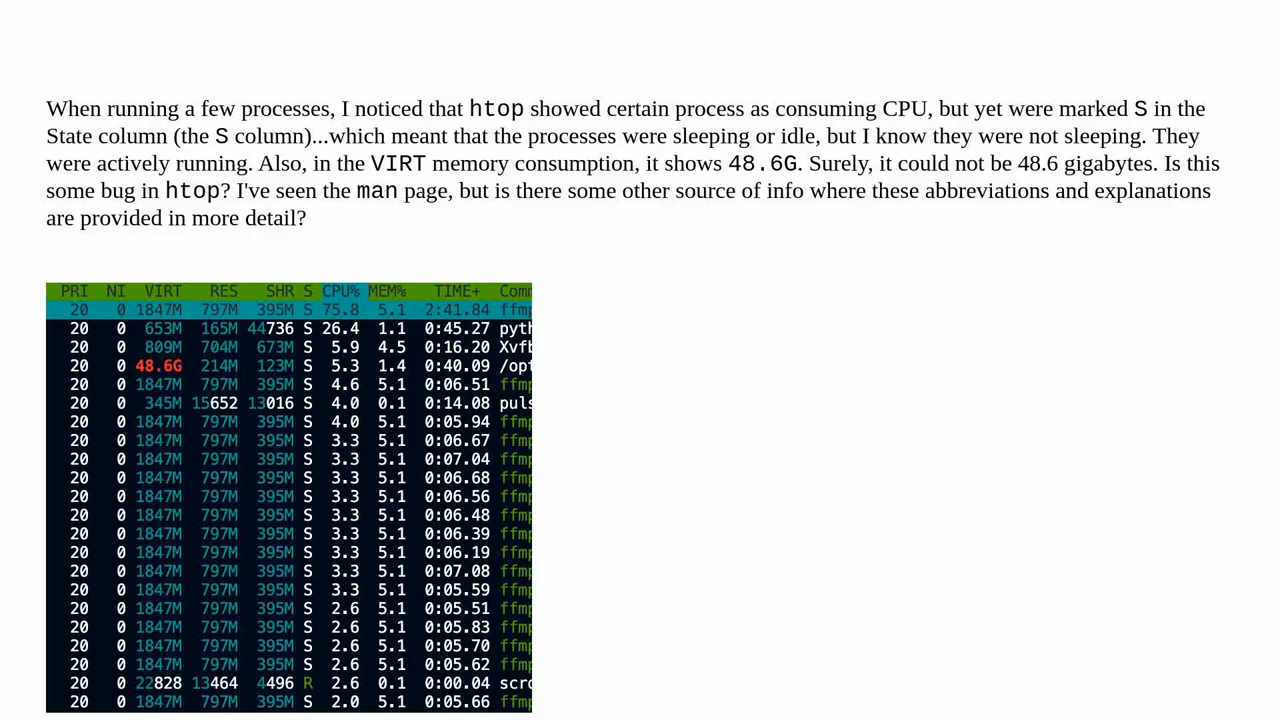 When running a few processes, I noticed that htop showed certain process as consuming CPU, but yet were marked S in the
State column (the S column)...which meant that the processes were sleeping or idle, but I know they were not sleeping. They
were actively running. Also, in the VIRT memory consumption, it shows 48.6G. Surely, it could not be 48.6 gigabytes. Is this
some bug in htop? I've seen the man page, but is there some other source of info where these abbreviations and explanations
are provided in more detail?
PRI NI VIRT RES SHR S CPU% MEM% TIME+ Comm
20 0 1847M 797M 395M S 75.8 5.1 2:41.84 ffmp
20 0 653M 165M 44736 S 26.4 1.1 0:45.27 pyth
20 0 809M 704M 673M S 5.9 4.5 0:16.20 Xvfb
20 0 48.6G 214M 123M S 5.3 1.4 0:40.09 /opt
20 0 1847M 797M 395M S 4.6 5.1 0:06.51 ffmp
20 0 345M 15652 13016 S 4.0 0.1 0:14.08 puls
20 0 1847M 797M 395M S 4.0 5.1 0:05.94 ffmp
20 0 1847M 797M 395M S 3.3 5.1 0:06.67 ffmp
20 0 1847M 797M 395M S 3.3 5.1 0:07.04 ffmp
20 0 1847M 797M 395M S 3.3 5.1 0:06.68 ffmp
20 0 1847M 797M 395M S 3.3 5.1 0:06.56 ffmp
20 0 1847M 797M 395M S 3.3 5.1 0:06.48 ffmp
20 0 1847M 797M 395M S 3.3 5.1 0:06.39 ffmp
20 0 1847M 797M 395M S 3.3 5.1 0:06.19 ffmp
20 0 1847M 797M 395M S 3.3 5.1 0:07.08 ffmp
20 0 1847M 797M 395M S 3.3 5.1 0:05.59 ffmp
20 0 1847M 797M 395M S 2.6 5.1 0:05.51 ffmp
20 0 1847M 797M 395M S 2.6 5.1 0:05.83 ffmp
20 0 1847M 797M 395M S 2.6 5.1 0:05.70 ffmp
20 0 1847M 797M 395M S 2.6 5.1 0:05.62 ffmp
20 0 22828 13464 4496 R 2.6 0.1 0:00.04 scro
20 0 1847M 797M 395M S 2.0 5.1 0:05.66 ffmp